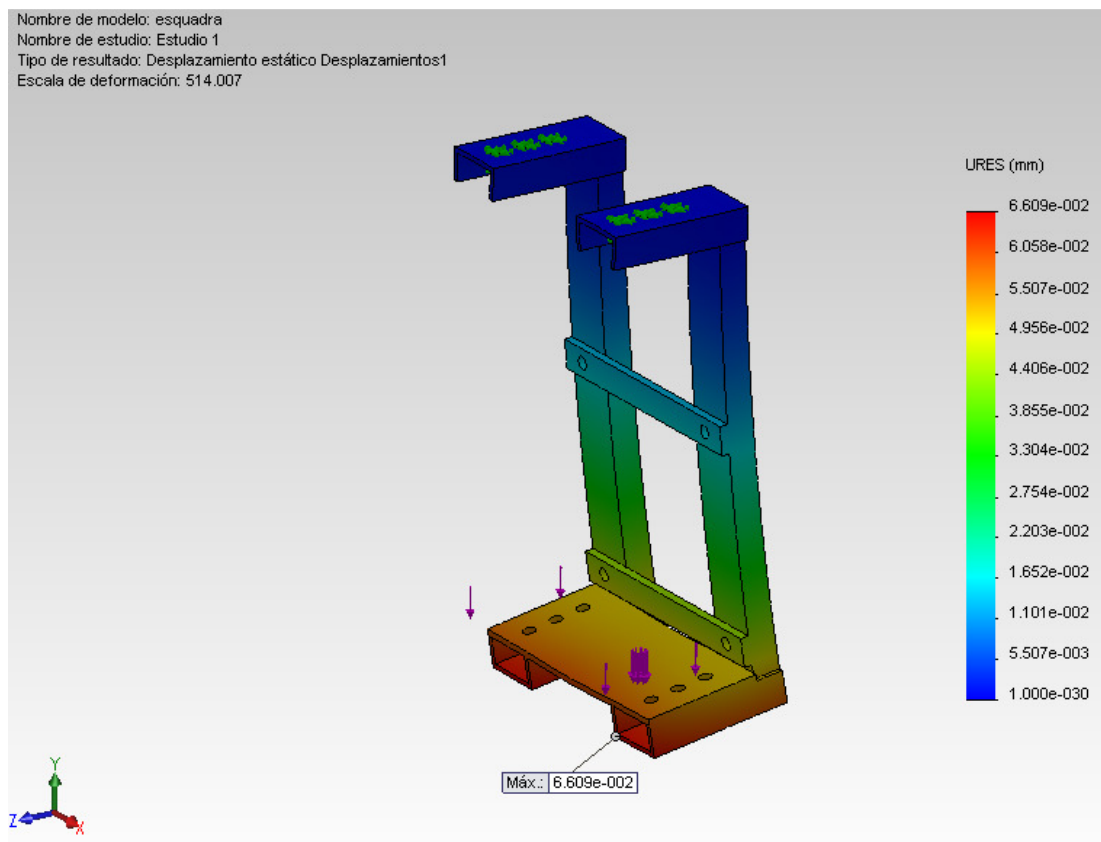 Nombre de modelo: esquadra
Nombre de estudio: Estudio 1
Tipo de resultado: Desplazamiento estático Desplazamientos1
Escala de deformación: 514.007
URES (mm)
6.609e-002
6.058e-002
5.507e-002
4.956e-002
4.406e-002
3.855e-002
3.304e-002
2.754e-002
2.203e-002
1.652e-002
1.101e-002
5.507e-003
1.000e-030
Máx.: 6.609e-002
Y
Z
X